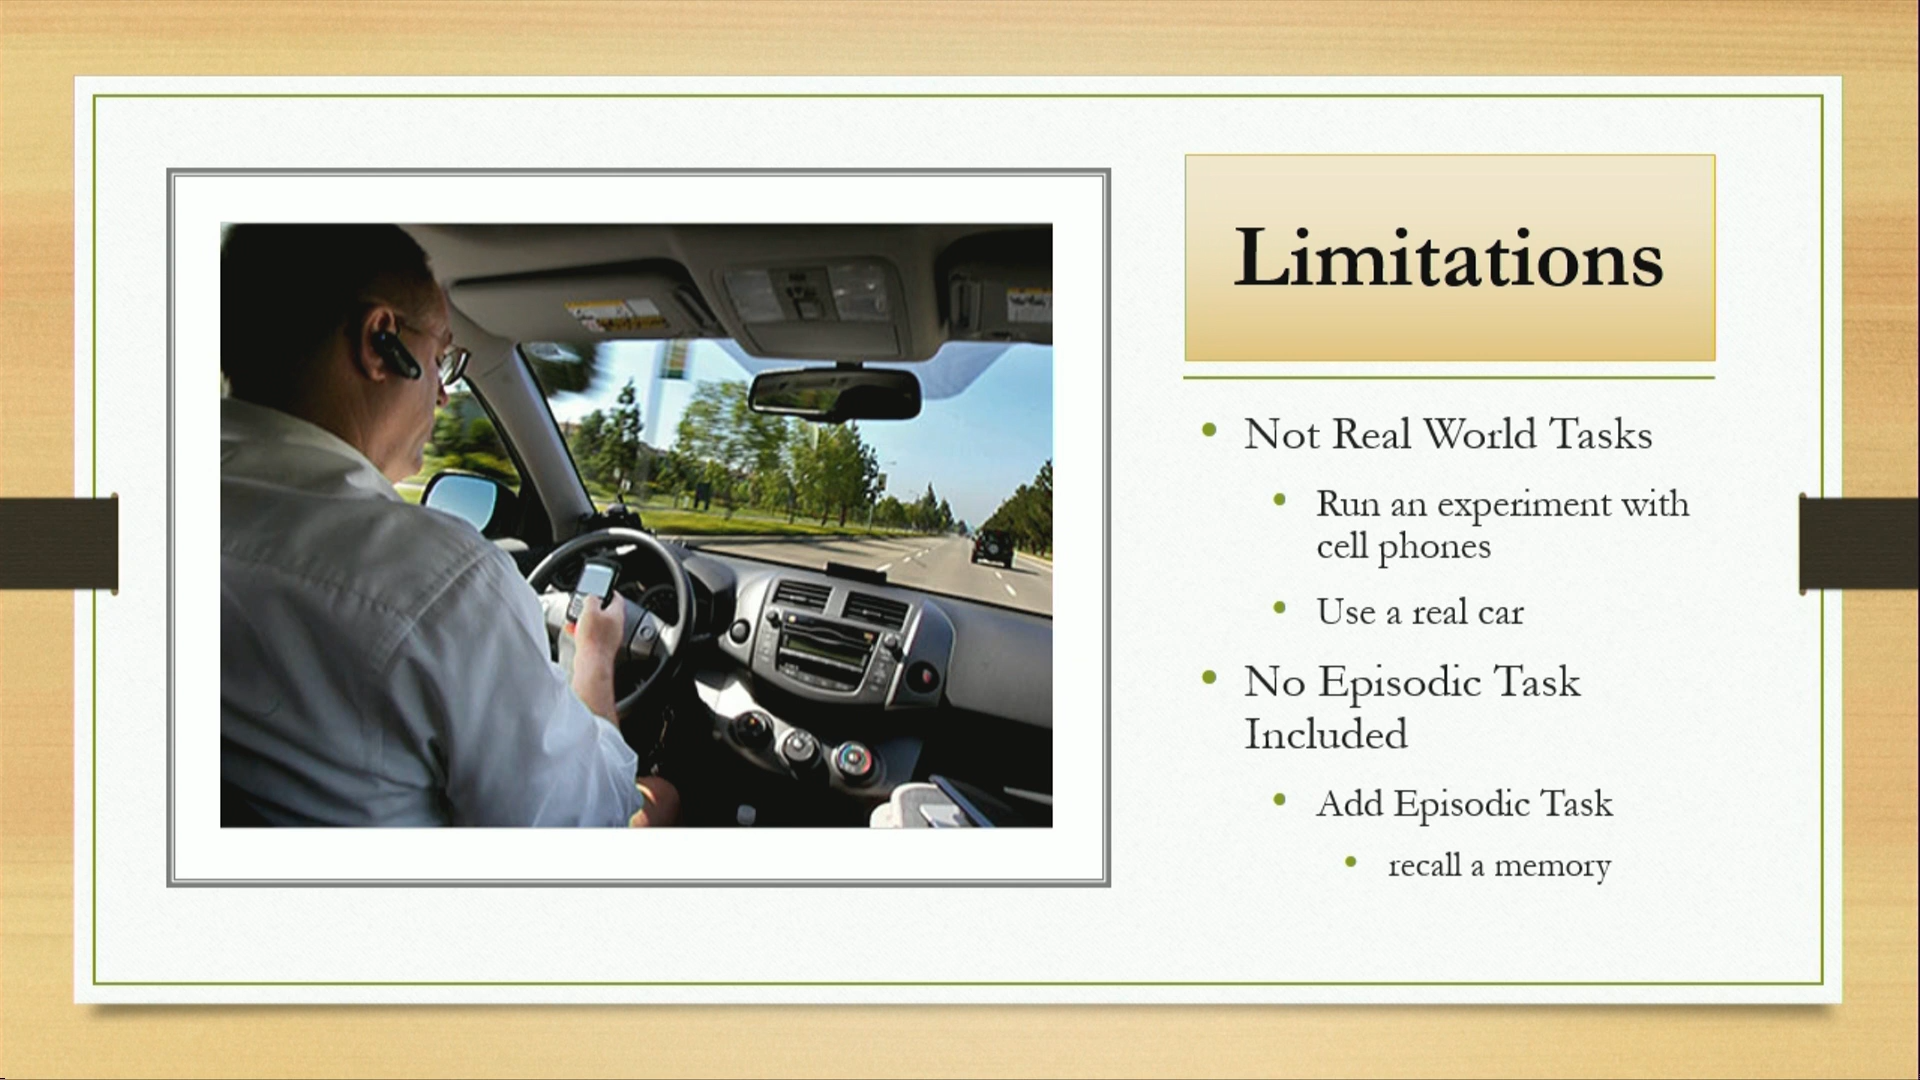 Limitations
Not Real World Tasks
Run an experiment with
cell phones
Use a real car
No Episodic Task
Included
Add Episodic Task
recall a memory